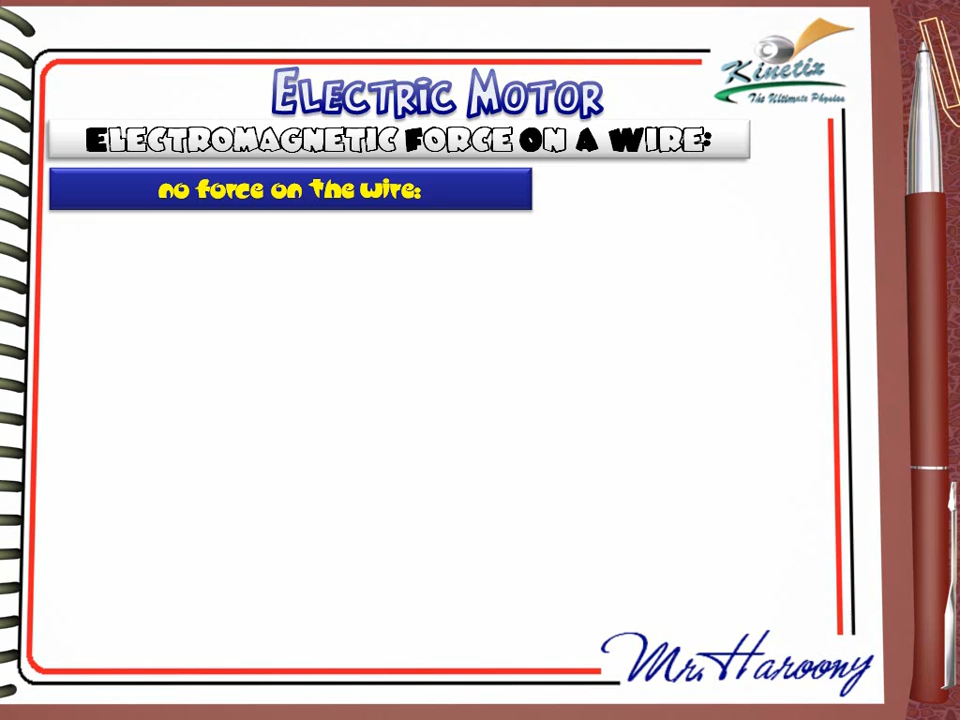 Electric Motor
Kinetix
The Ultimate Physics
Electromagnetic Force On A Wire:
no force on the wire:
Mr. Haroony